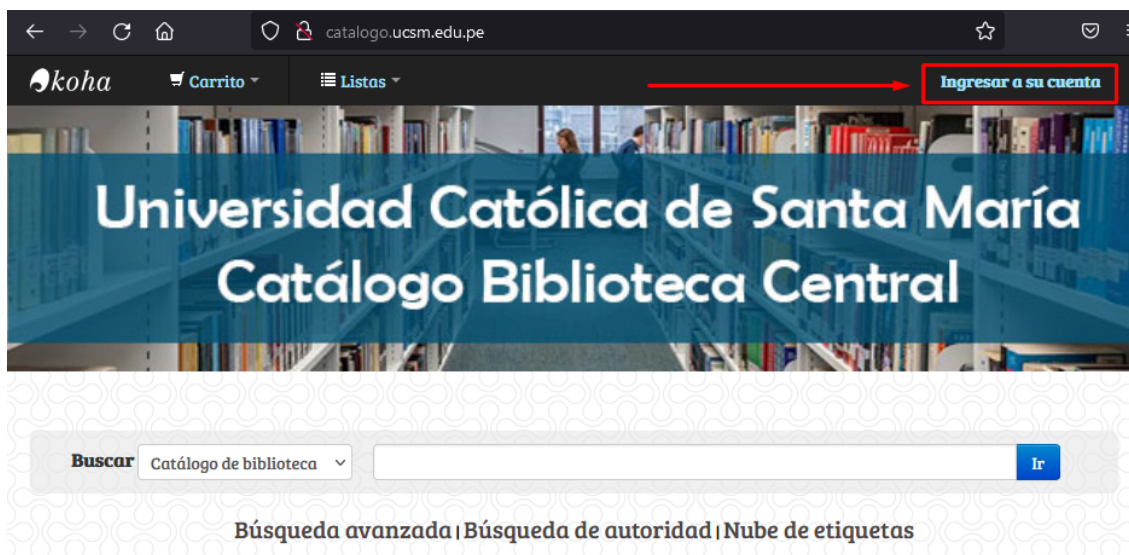 catalogo.ucsm.edu.pe
koha Carrito Listas Ingresar a su cuenta
Universidad Católica de Santa María
Catálogo Biblioteca Central
Buscar Catálogo de biblioteca Ir
Búsqueda avanzada | Búsqueda de autoridad | Nube de etiquetas